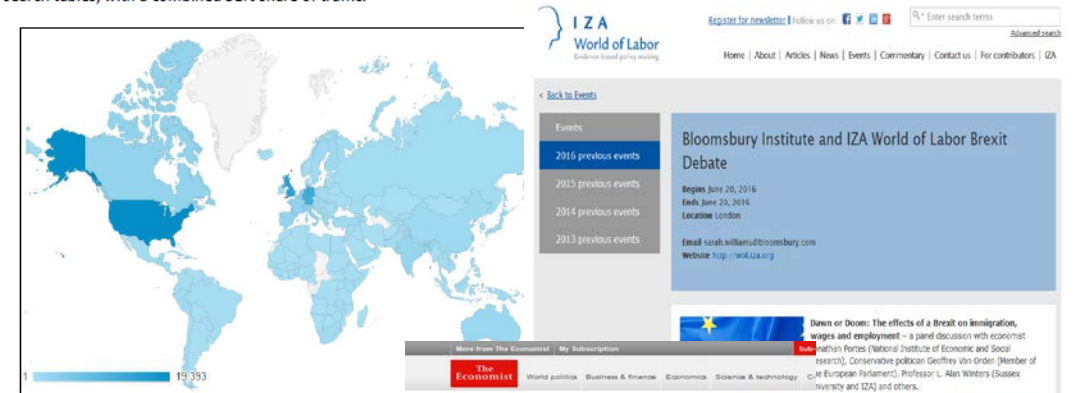 share of traffic.
1
19,393
IZA
World of Labor
Evidence-based policy making
Register for newsletter | Follow us on
Enter search terms
Advanced search
Home | About | Articles | News | Events | Commentary | Contact us | For contributors | IZA
< Back to Events
Events
2016 previous events
2015 previous events
2014 previous events
2013 previous events
Bloomsbury Institute and IZA World of Labor Brexit
Debate
Begins June 20, 2016
Ends June 20, 2016
Location London
Email sarah.williams@bloomsbury.com
Website http://wol.iza.org
Dawn or Doom: The effects of a Brexit on immigration,
wages and employment – a panel discussion with economist
Jonathan Portes (National Institute of Economic and Social
Research), Conservative politician Geoffrey Van Orden (Member of
the European Parliament), Professor L. Alan Winters (Sussex
University and IZA) and others.
More from The Economist | My Subscription
Sub
The
Economist
World politics Business & finance Economics Science & technology